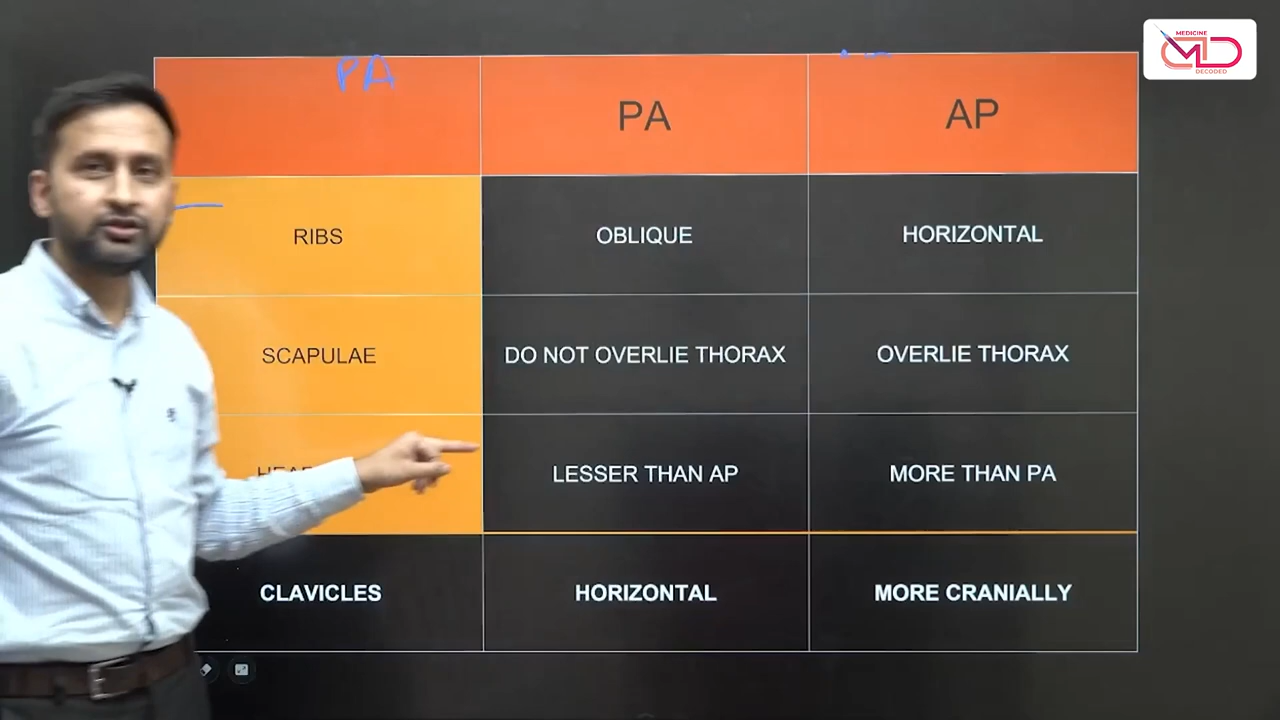 MEDICINE
MD
DECODED
PA
PA
AP
RIBS
OBLIQUE
HORIZONTAL
SCAPULAE
DO NOT OVERLIE THORAX
OVERLIE THORAX
LESSER THAN AP
MORE THAN PA
CLAVICLES
HORIZONTAL
MORE CRANIALLY